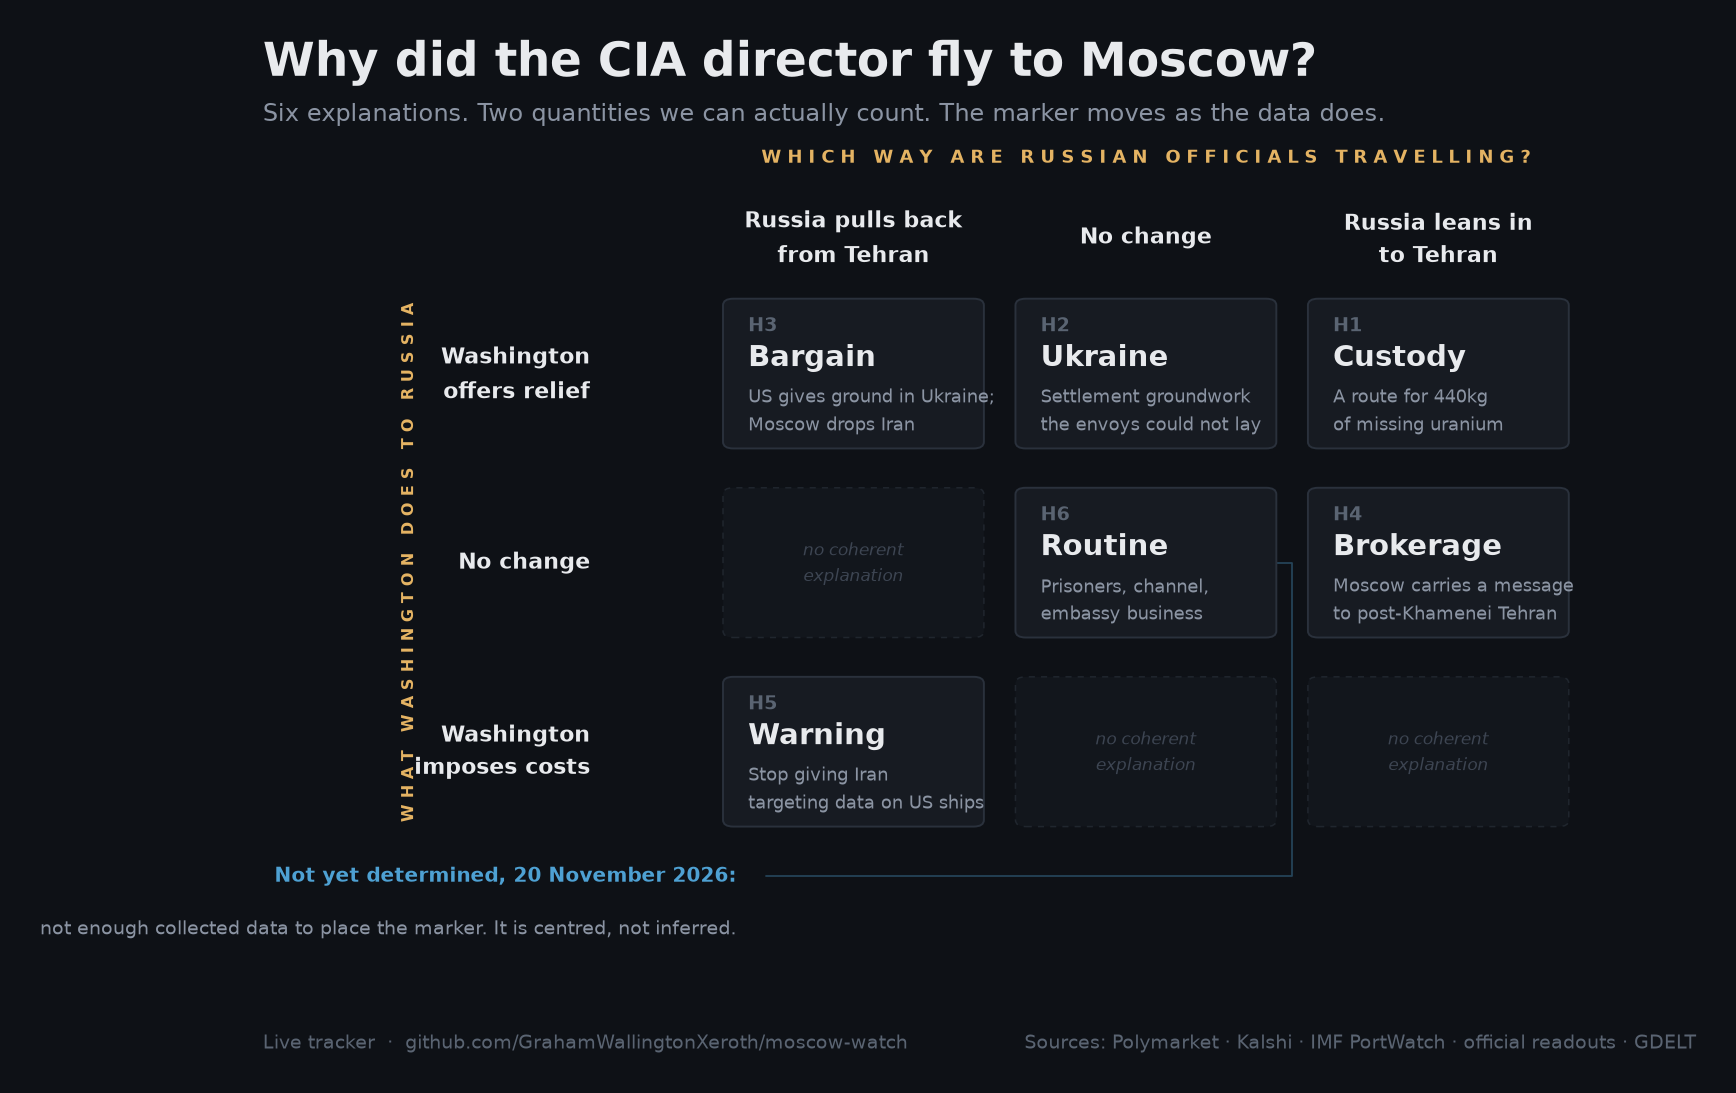 Why did the CIA director fly to Moscow?
Six explanations. Two quantities we can actually count. The marker moves as the data does.
WHICH WAY ARE RUSSIAN OFFICIALS TRAVELLING?
Russia pulls back
from Tehran
No change
Russia leans in
to Tehran
WHAT WASHINGTON DOES TO RUSSIA
Washington
offers relief
H3
Bargain
US gives ground in Ukraine;
Moscow drops Iran
H2
Ukraine
Settlement groundwork
the envoys could not lay
H1
Custody
A route for 440kg
of missing uranium
No change
no coherent
explanation
H6
Routine
Prisoners, channel,
embassy business
H4
Brokerage
Moscow carries a message
to post-Khamenei Tehran
Washington
imposes costs
H5
Warning
Stop giving Iran
targeting data on US ships
no coherent
explanation
no coherent
explanation
Not yet determined, 20 November 2026:
not enough collected data to place the marker. It is centred, not inferred.
Live tracker · github.com/GrahamWallingtonXeroth/moscow-watch
Sources: Polymarket · Kalshi · IMF PortWatch · official readouts · GDELT